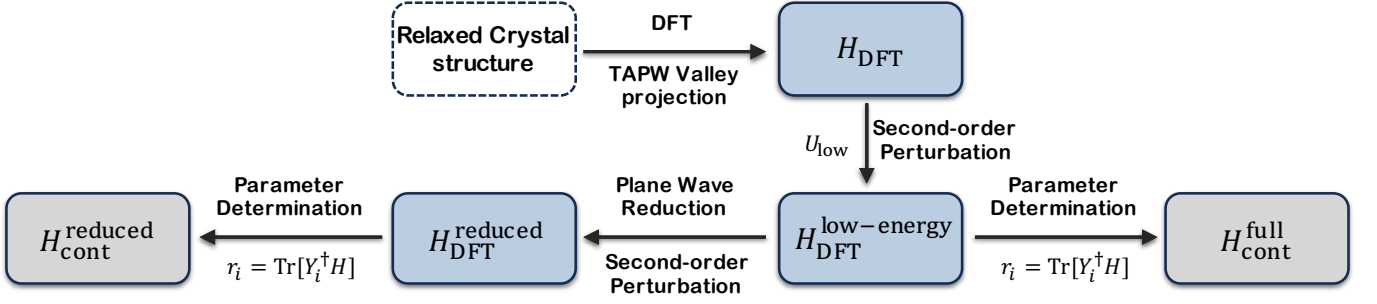 Relaxed Crystal
structure
DFT
TAPW Valley
projection
H_DFT
U_low
Second-order
Perturbation
H_cont^reduced
Parameter
Determination
r_i = Tr[Y_i^† H]
H_DFT^reduced
Plane Wave
Reduction
Second-order
Perturbation
H_DFT^low−energy
Parameter
Determination
r_i = Tr[Y_i^† H]
H_cont^full